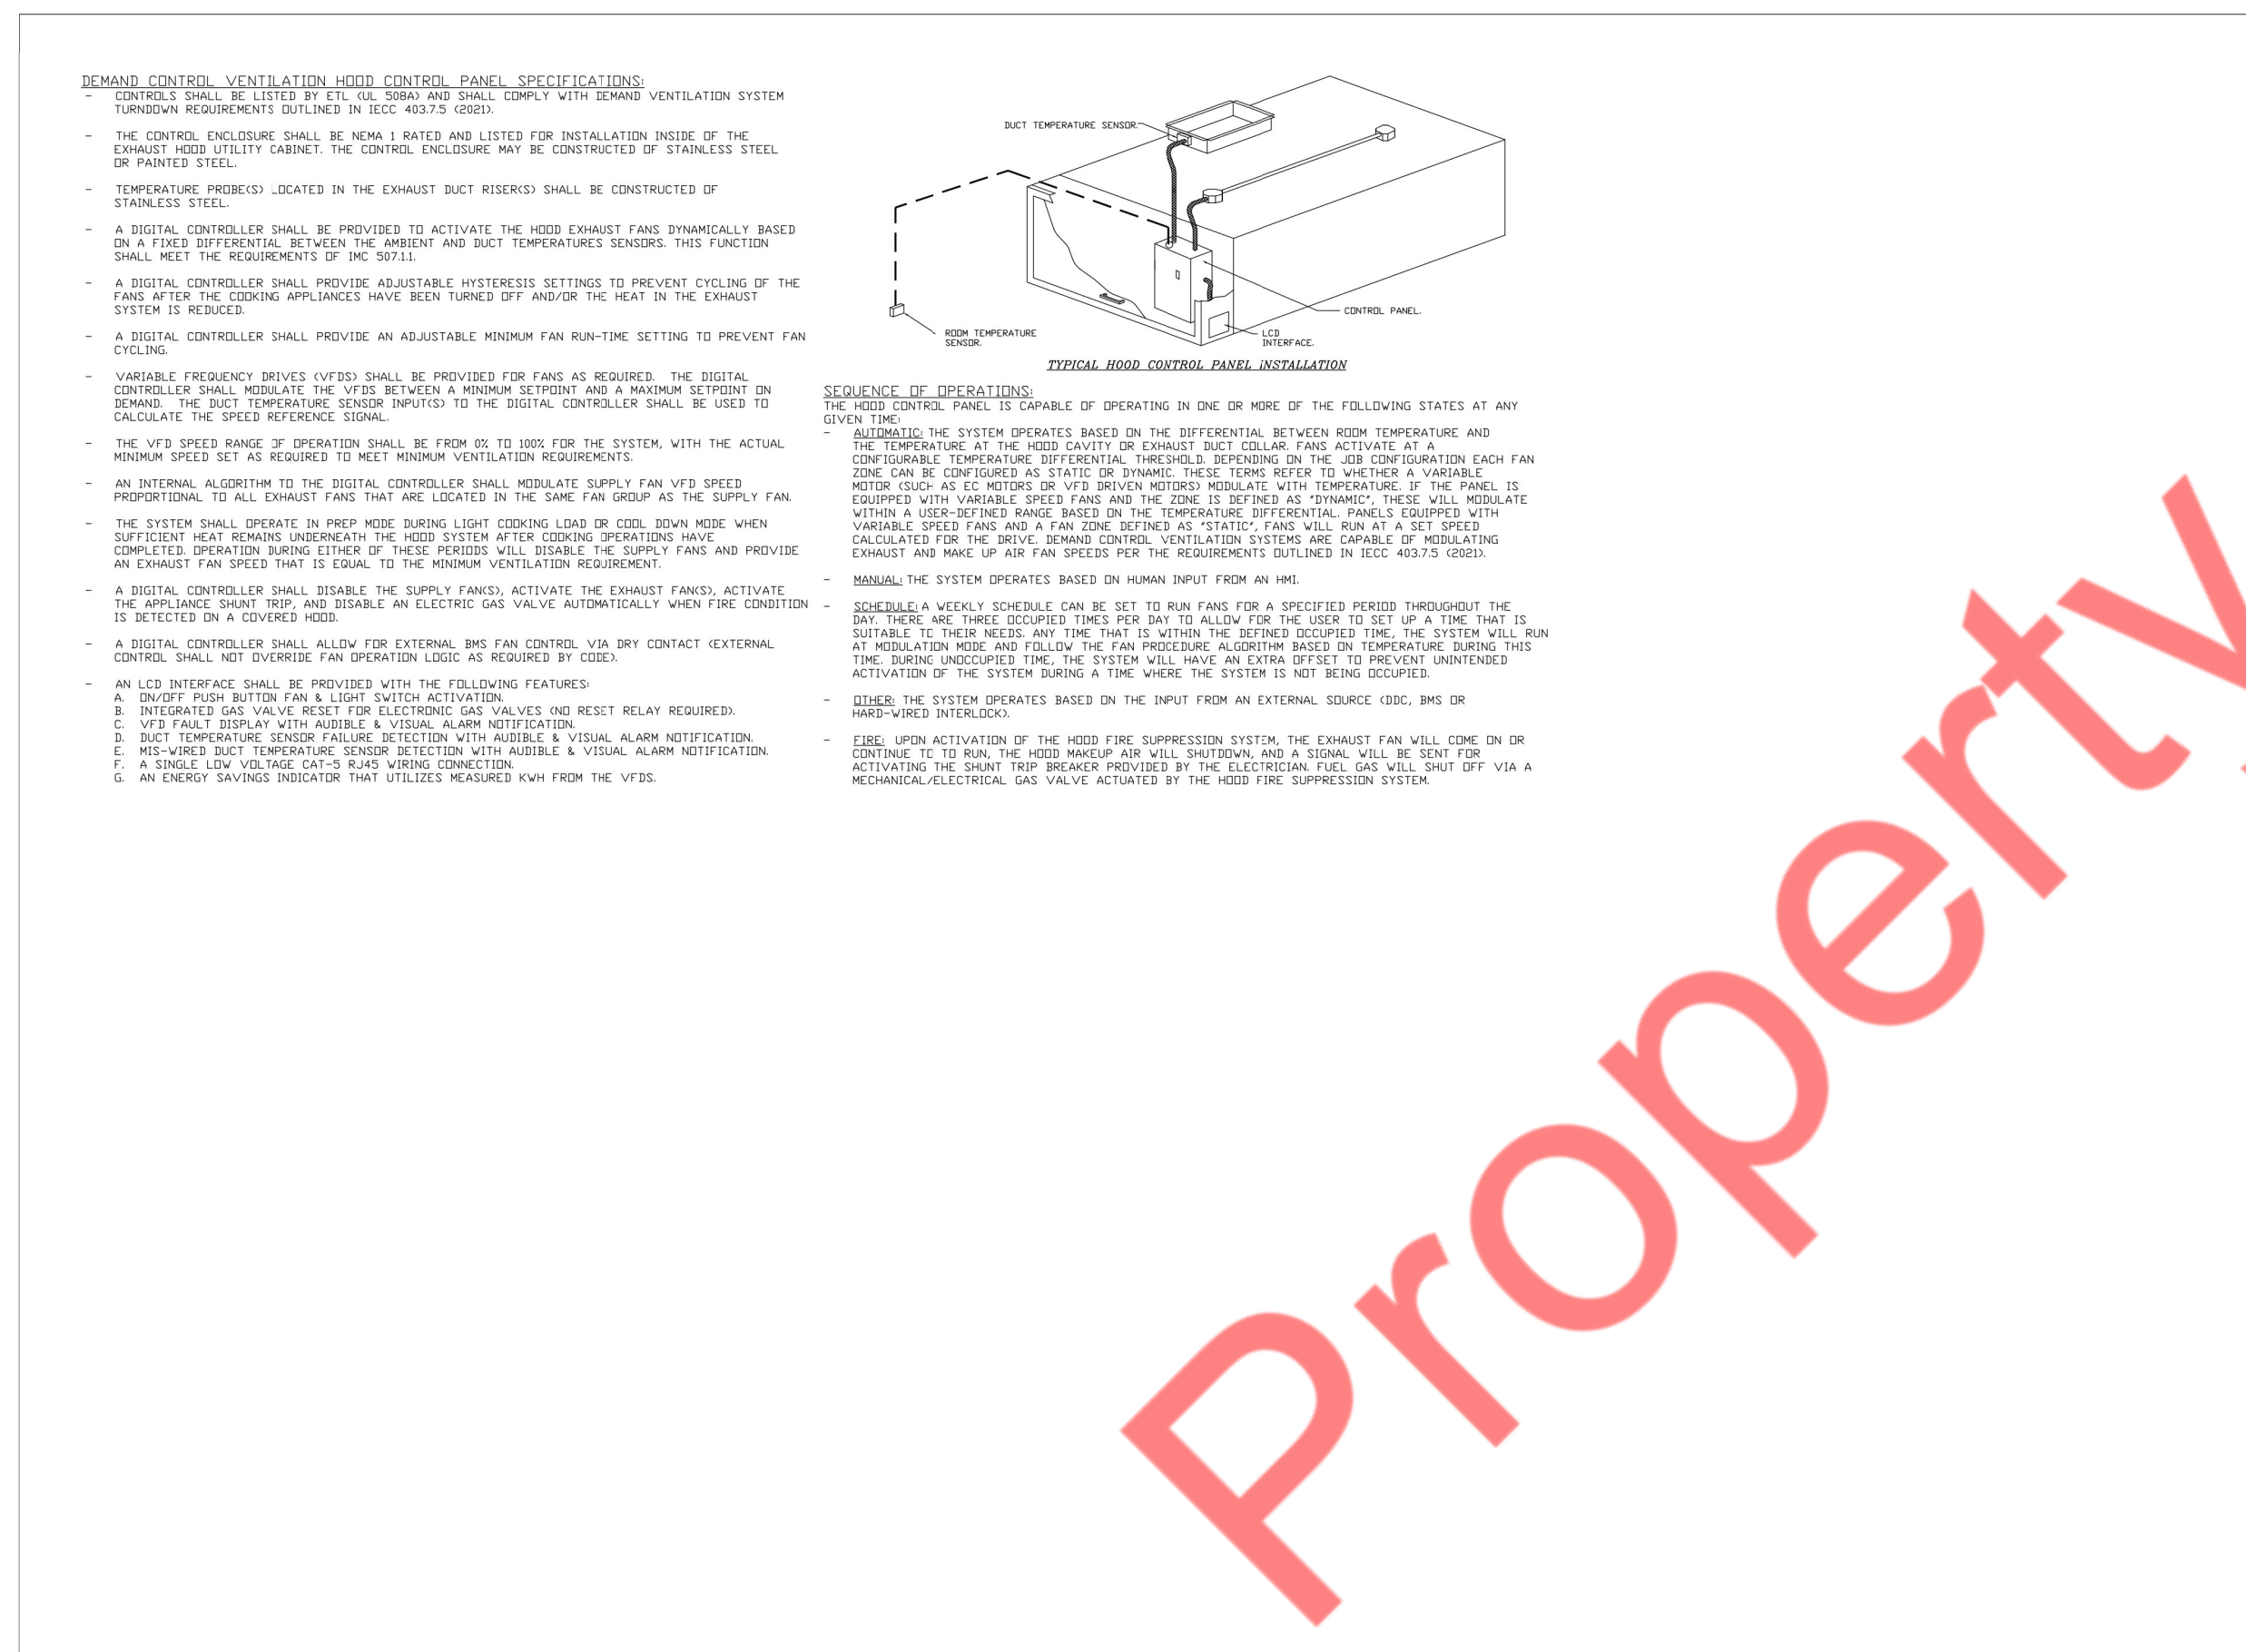 DEMAND CONTROL VENTILATION HOOD CONTROL PANEL SPECIFICATIONS:
- CONTROLS SHALL BE LISTED BY ETL (UL 508A) AND SHALL COMPLY WITH DEMAND VENTILATION SYSTEM
TURNDOWN REQUIREMENTS OUTLINED IN IECC 403.7.5 (2021).
- THE CONTROL ENCLOSURE SHALL BE NEMA 1 RATED AND LISTED FOR INSTALLATION INSIDE OF THE
EXHAUST HOOD UTILITY CABINET. THE CONTROL ENCLOSURE MAY BE CONSTRUCTED OF STAINLESS STEEL
OR PAINTED STEEL.
- TEMPERATURE PROBE(S) LOCATED IN THE EXHAUST DUCT RISER(S) SHALL BE CONSTRUCTED OF
STAINLESS STEEL.
- A DIGITAL CONTROLLER SHALL BE PROVIDED TO ACTIVATE THE HOOD EXHAUST FANS DYNAMICALLY BASED
ON A FIXED DIFFERENTIAL BETWEEN THE AMBIENT AND DUCT TEMPERATURES SENSORS. THIS FUNCTION
SHALL MEET THE REQUIREMENTS OF IMC 507.1.1.
- A DIGITAL CONTROLLER SHALL PROVIDE ADJUSTABLE HYSTERESIS SETTINGS TO PREVENT CYCLING OF THE
FANS AFTER THE COOKING APPLIANCES HAVE BEEN TURNED OFF AND/OR THE HEAT IN THE EXHAUST
SYSTEM IS REDUCED.
- A DIGITAL CONTROLLER SHALL PROVIDE AN ADJUSTABLE MINIMUM FAN RUN-TIME SETTING TO PREVENT FAN
CYCLING.
- VARIABLE FREQUENCY DRIVES (VFDS) SHALL BE PROVIDED FOR FANS AS REQUIRED. THE DIGITAL
CONTROLLER SHALL MODULATE THE VFDS BETWEEN A MINIMUM SETPOINT AND A MAXIMUM SETPOINT ON
DEMAND. THE DUCT TEMPERATURE SENSOR INPUT(S) TO THE DIGITAL CONTROLLER SHALL BE USED TO
CALCULATE THE SPEED REFERENCE SIGNAL.
- THE VFD SPEED RANGE OF OPERATION SHALL BE FROM 0% TO 100% FOR THE SYSTEM, WITH THE ACTUAL
MINIMUM SPEED SET AS REQUIRED TO MEET MINIMUM VENTILATION REQUIREMENTS.
- AN INTERNAL ALGORITHM TO THE DIGITAL CONTROLLER SHALL MODULATE SUPPLY FAN VFD SPEED
PROPORTIONAL TO ALL EXHAUST FANS THAT ARE LOCATED IN THE SAME FAN GROUP AS THE SUPPLY FAN.
- THE SYSTEM SHALL OPERATE IN PREP MODE DURING LIGHT COOKING LOAD OR COOL DOWN MODE WHEN
SUFFICIENT HEAT REMAINS UNDERNEATH THE HOOD SYSTEM AFTER COOKING OPERATIONS HAVE
COMPLETED. OPERATION DURING EITHER OF THESE PERIODS WILL DISABLE THE SUPPLY FANS AND PROVIDE
AN EXHAUST FAN SPEED THAT IS EQUAL TO THE MINIMUM VENTILATION REQUIREMENT.
- A DIGITAL CONTROLLER SHALL DISABLE THE SUPPLY FAN(S), ACTIVATE THE EXHAUST FAN(S), ACTIVATE
THE APPLIANCE SHUNT TRIP, AND DISABLE AN ELECTRIC GAS VALVE AUTOMATICALLY WHEN FIRE CONDITION
IS DETECTED ON A COVERED HOOD.
- A DIGITAL CONTROLLER SHALL ALLOW FOR EXTERNAL BMS FAN CONTROL VIA DRY CONTACT (EXTERNAL
CONTROL SHALL NOT OVERRIDE FAN OPERATION LOGIC AS REQUIRED BY CODE).
- AN LCD INTERFACE SHALL BE PROVIDED WITH THE FOLLOWING FEATURES:
A. ON/OFF PUSH BUTTON FAN & LIGHT SWITCH ACTIVATION.
B. INTEGRATED GAS VALVE RESET FOR ELECTRONIC GAS VALVES (NO RESET RELAY REQUIRED).
C. VFD FAULT DISPLAY WITH AUDIBLE & VISUAL ALARM NOTIFICATION.
D. DUCT TEMPERATURE SENSOR FAILURE DETECTION WITH AUDIBLE & VISUAL ALARM NOTIFICATION.
E. MIS-WIRED DUCT TEMPERATURE SENSOR DETECTION WITH AUDIBLE & VISUAL ALARM NOTIFICATION.
F. A SINGLE LOW VOLTAGE CAT-5 RJ45 WIRING CONNECTION.
G. AN ENERGY SAVINGS INDICATOR THAT UTILIZES MEASURED KWH FROM THE VFDS.
DUCT TEMPERATURE SENSOR.
CONTROL PANEL.
ROOM TEMPERATURE
SENSOR.
LCD
INTERFACE.
TYPICAL HOOD CONTROL PANEL INSTALLATION
SEQUENCE OF OPERATIONS:
THE HOOD CONTROL PANEL IS CAPABLE OF OPERATING IN ONE OR MORE OF THE FOLLOWING STATES AT ANY
GIVEN TIME:
- AUTOMATIC: THE SYSTEM OPERATES BASED ON THE DIFFERENTIAL BETWEEN ROOM TEMPERATURE AND
THE TEMPERATURE AT THE HOOD CAVITY OR EXHAUST DUCT COLLAR. FANS ACTIVATE AT A
CONFIGURABLE TEMPERATURE DIFFERENTIAL THRESHOLD. DEPENDING ON THE JOB CONFIGURATION EACH FAN
ZONE CAN BE CONFIGURED AS STATIC OR DYNAMIC. THESE TERMS REFER TO WHETHER A VARIABLE
MOTOR (SUCH AS EC MOTORS OR VFD DRIVEN MOTORS) MODULATE WITH TEMPERATURE. IF THE PANEL IS
EQUIPPED WITH VARIABLE SPEED FANS AND THE ZONE IS DEFINED AS "DYNAMIC", THESE WILL MODULATE
WITHIN A USER-DEFINED RANGE BASED ON THE TEMPERATURE DIFFERENTIAL. PANELS EQUIPPED WITH
VARIABLE SPEED FANS AND A FAN ZONE DEFINED AS "STATIC", FANS WILL RUN AT A SET SPEED
CALCULATED FOR THE DRIVE. DEMAND CONTROL VENTILATION SYSTEMS ARE CAPABLE OF MODULATING
EXHAUST AND MAKE UP AIR FAN SPEEDS PER THE REQUIREMENTS OUTLINED IN IECC 403.7.5 (2021).
- MANUAL: THE SYSTEM OPERATES BASED ON HUMAN INPUT FROM AN HMI.
- SCHEDULE: A WEEKLY SCHEDULE CAN BE SET TO RUN FANS FOR A SPECIFIED PERIOD THROUGHOUT THE
DAY. THERE ARE THREE OCCUPIED TIMES PER DAY TO ALLOW FOR THE USER TO SET UP A TIME THAT IS
SUITABLE TO THEIR NEEDS. ANY TIME THAT IS WITHIN THE DEFINED OCCUPIED TIME, THE SYSTEM WILL RUN
AT MODULATION MODE AND FOLLOW THE FAN PROCEDURE ALGORITHM BASED ON TEMPERATURE DURING THIS
TIME. DURING UNOCCUPIED TIME, THE SYSTEM WILL HAVE AN EXTRA OFFSET TO PREVENT UNINTENDED
ACTIVATION OF THE SYSTEM DURING A TIME WHERE THE SYSTEM IS NOT BEING OCCUPIED.
- OTHER: THE SYSTEM OPERATES BASED ON THE INPUT FROM AN EXTERNAL SOURCE (DDC, BMS OR
HARD-WIRED INTERLOCK).
- FIRE: UPON ACTIVATION OF THE HOOD FIRE SUPPRESSION SYSTEM, THE EXHAUST FAN WILL COME ON OR
CONTINUE TO TO RUN, THE HOOD MAKEUP AIR WILL SHUTDOWN, AND A SIGNAL WILL BE SENT FOR
ACTIVATING THE SHUNT TRIP BREAKER PROVIDED BY THE ELECTRICIAN. FUEL GAS WILL SHUT OFF VIA A
MECHANICAL/ELECTRICAL GAS VALVE ACTUATED BY THE HOOD FIRE SUPPRESSION SYSTEM.
Property